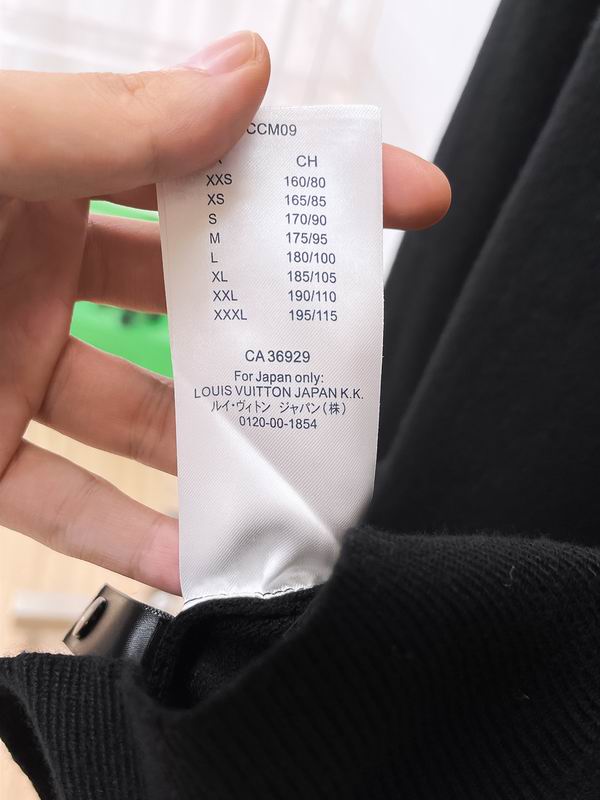 CCM09
CH
XXS 160/80
XS 165/85
S 170/90
M 175/95
L 180/100
XL 185/105
XXL 190/110
XXXL 195/115
CA 36929
For Japan only:
LOUIS VUITTON JAPAN K.K.
ルイ・ヴィトン ジャパン(株)
0120-00-1854